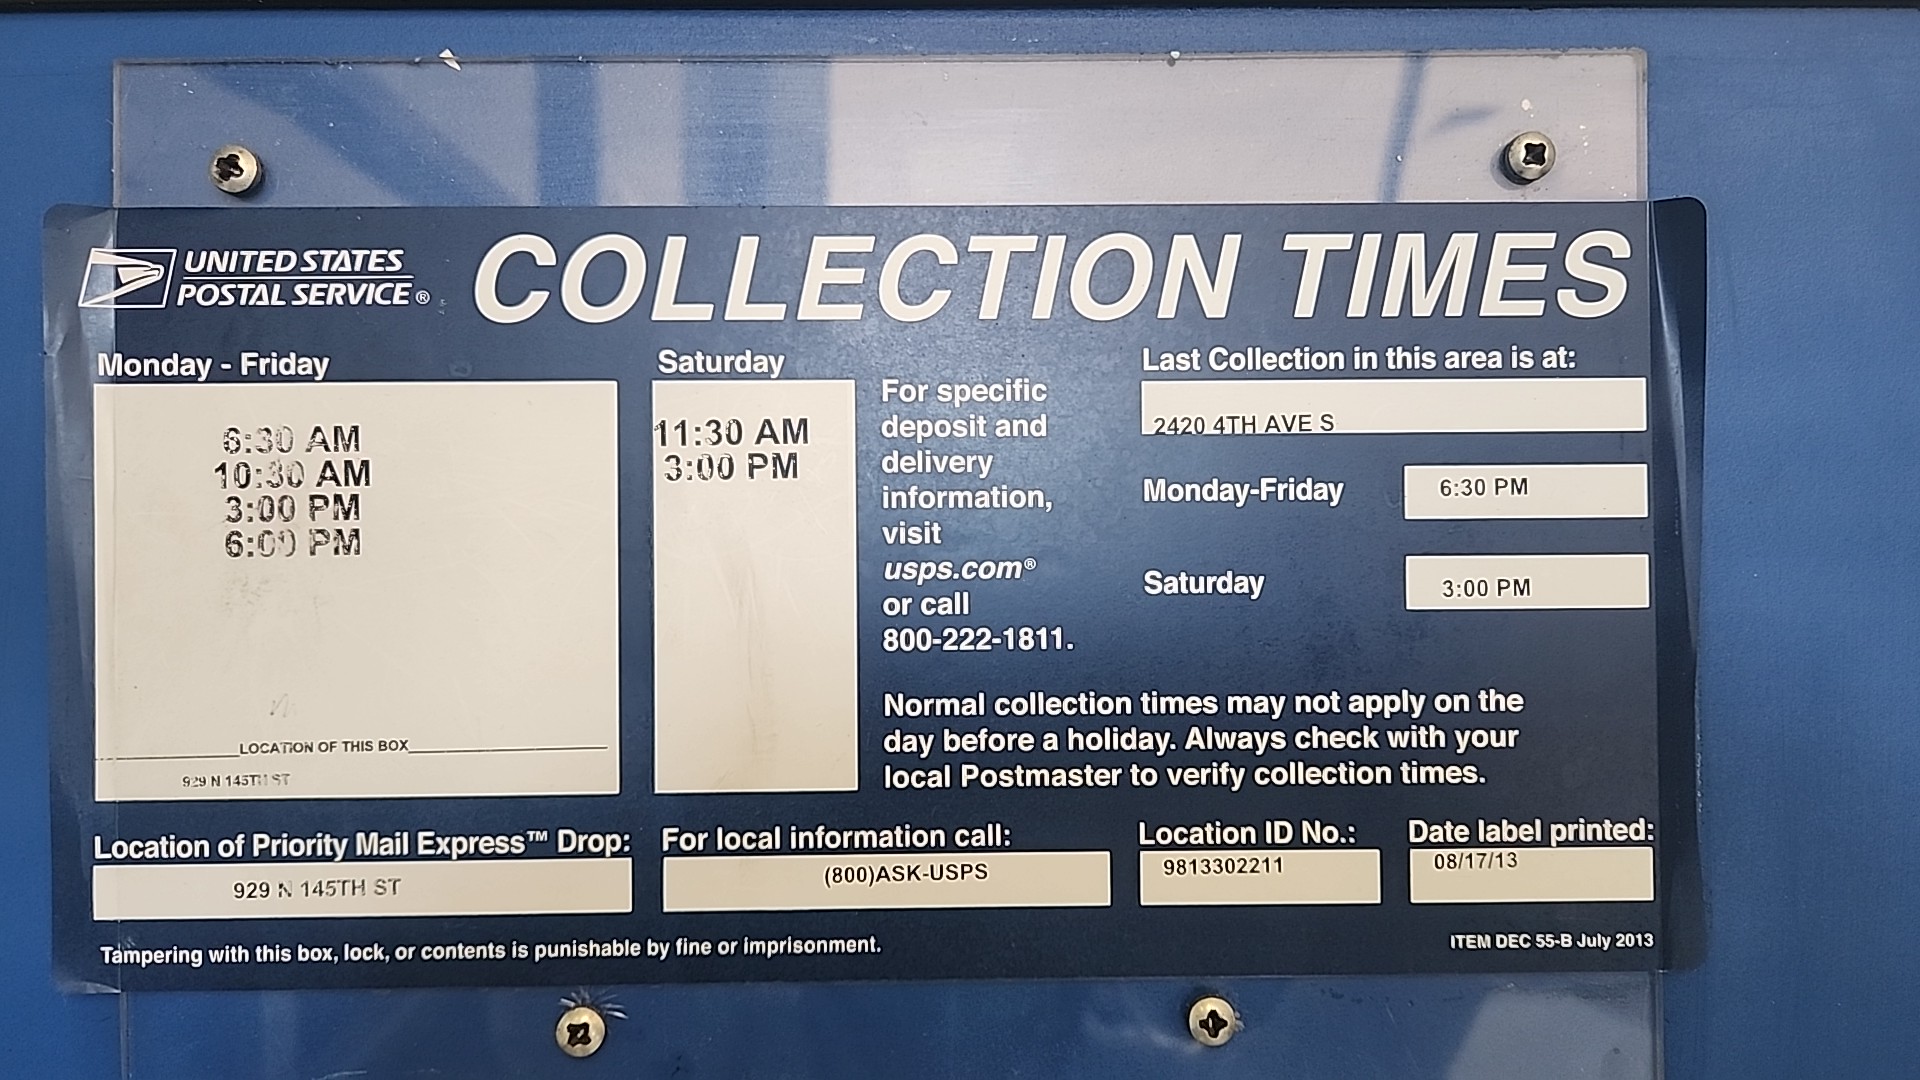 UNITED STATES
POSTAL SERVICE®
COLLECTION TIMES
Monday - Friday
6:30 AM
10:30 AM
3:00 PM
6:00 PM
LOCATION OF THIS BOX
929 N 145TH ST
Saturday
11:30 AM
3:00 PM
For specific
deposit and
delivery
information,
visit
usps.com®
or call
800-222-1811.
Last Collection in this area is at:
2420 4TH AVE S
Monday-Friday
6:30 PM
Saturday
3:00 PM
Normal collection times may not apply on the
day before a holiday. Always check with your
local Postmaster to verify collection times.
Location of Priority Mail Express™ Drop:
929 N 145TH ST
For local information call:
(800)ASK-USPS
Location ID No.:
9813302211
Date label printed:
08/17/13
Tampering with this box, lock, or contents is punishable by fine or imprisonment.
ITEM DEC 55-B July 2013